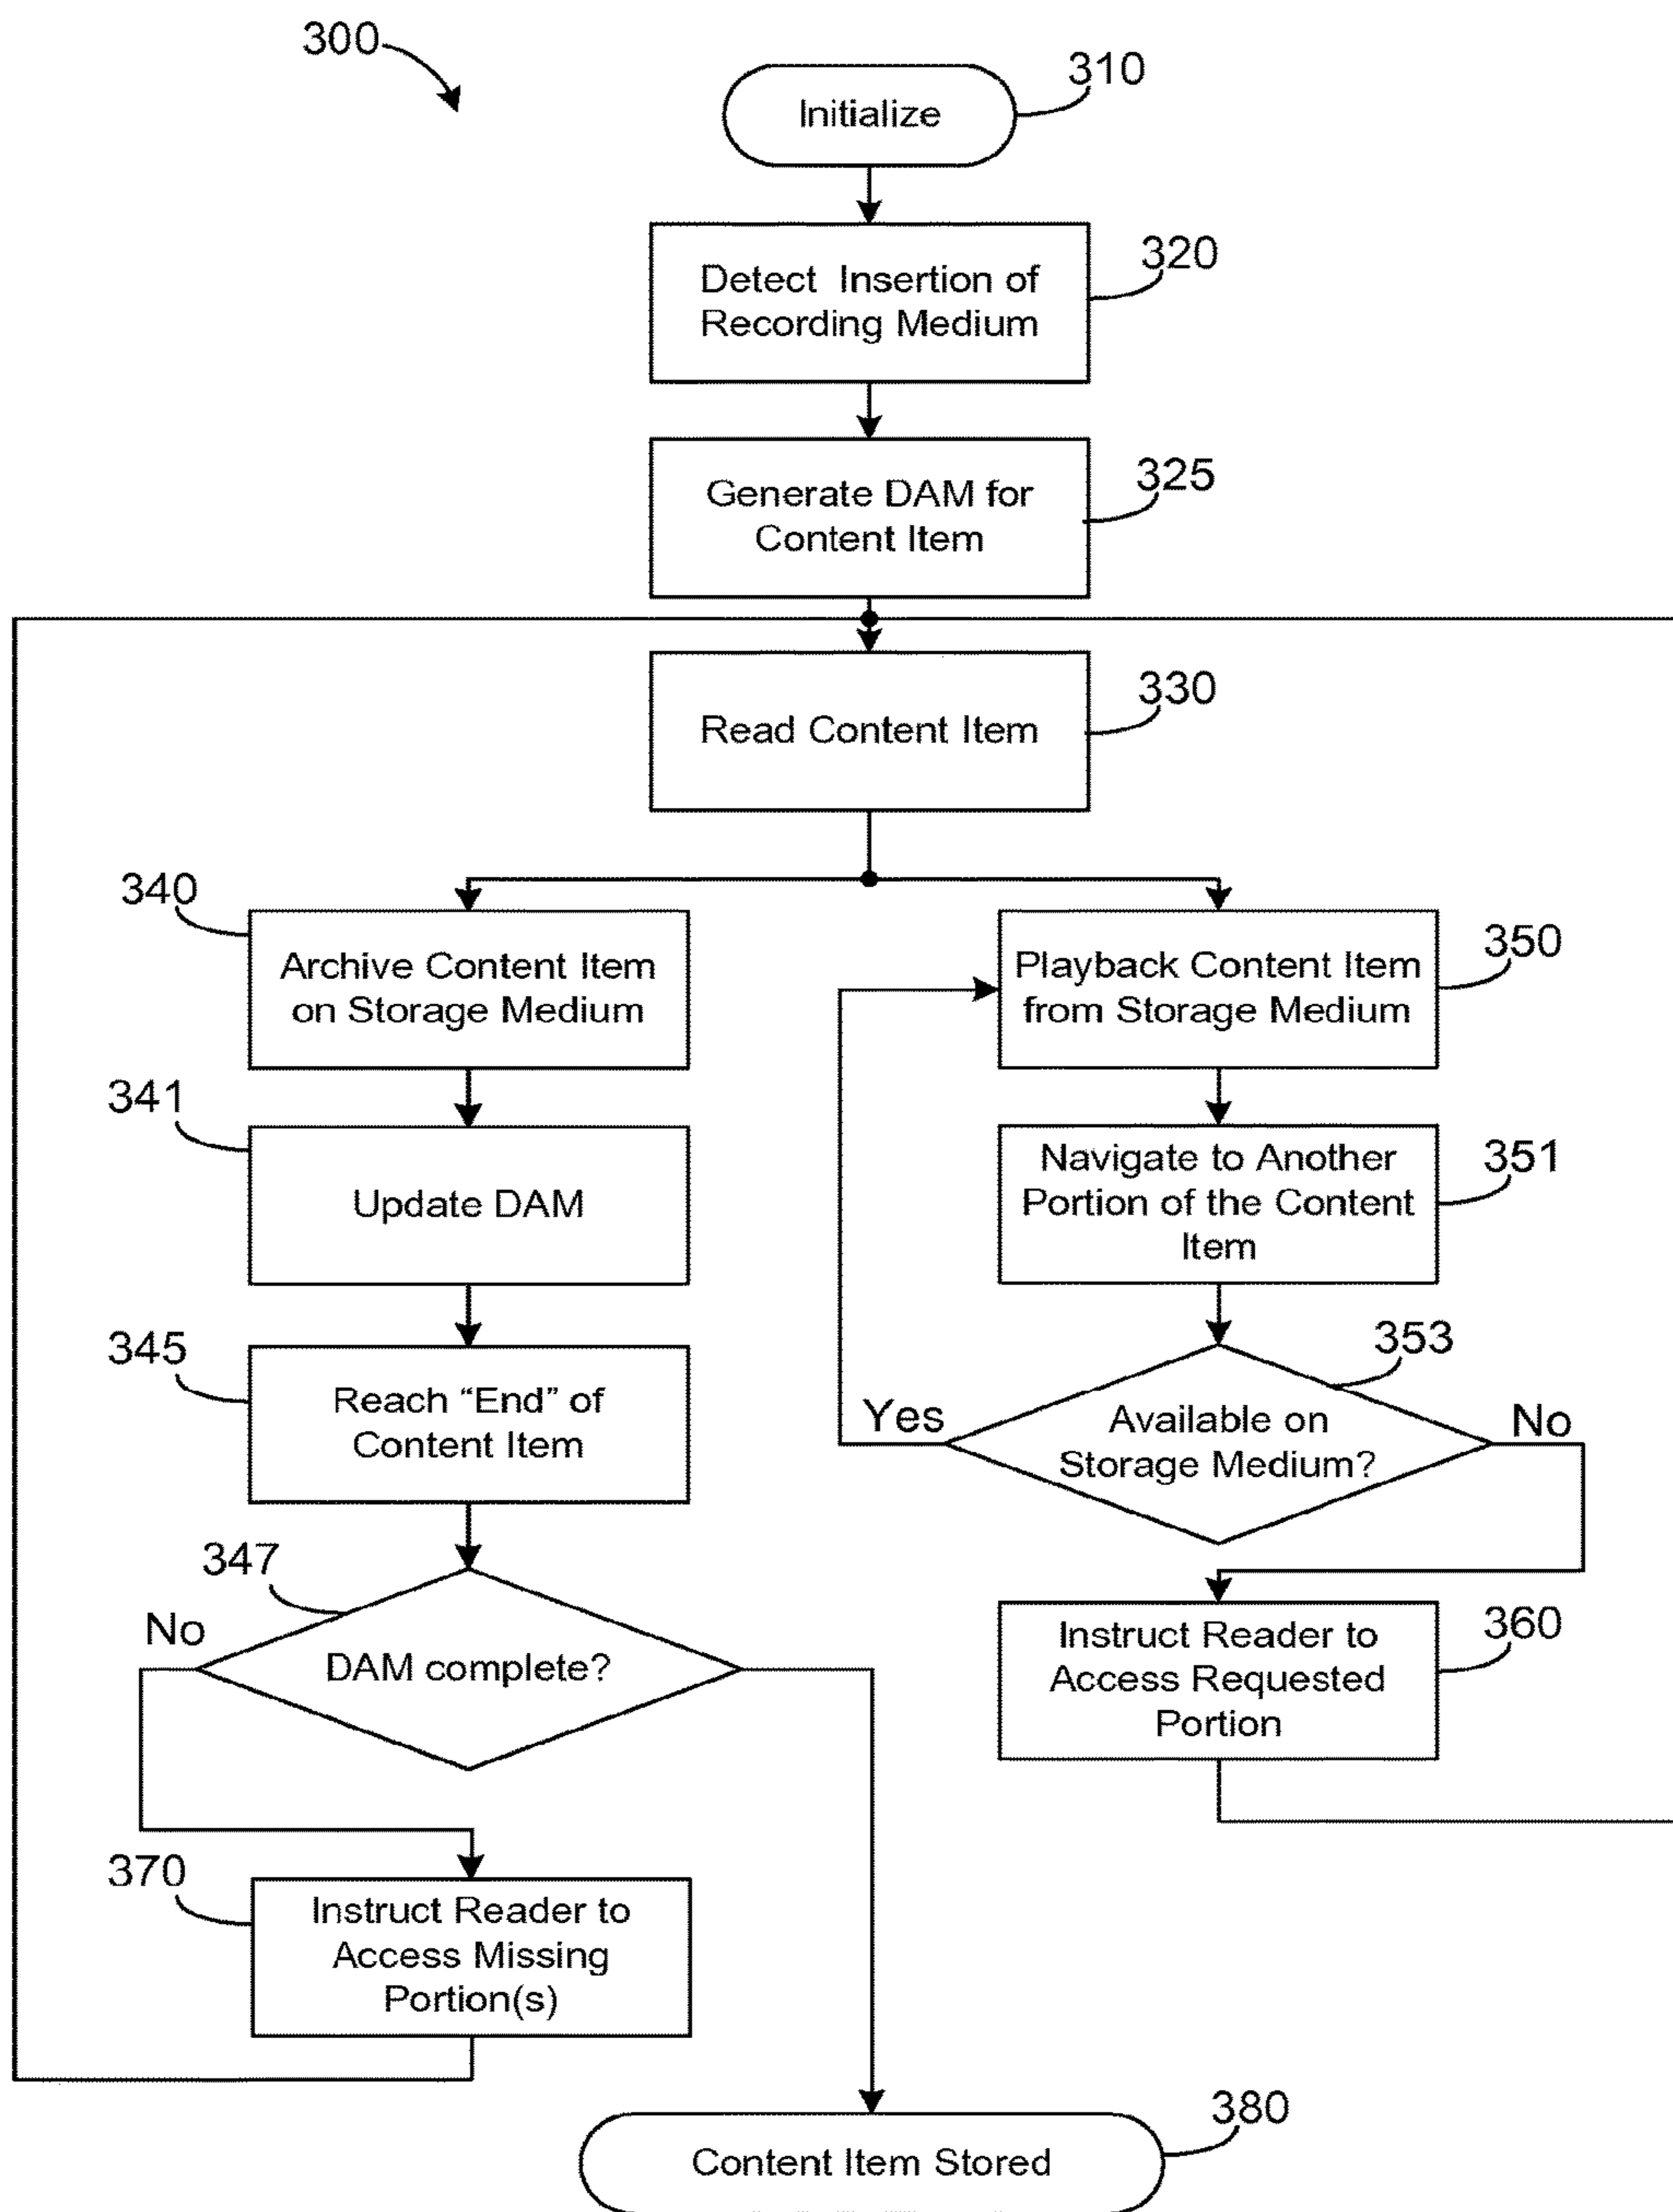 300
310
Initialize
320
Detect Insertion of
Recording Medium
325
Generate DAM for
Content Item
330
Read Content Item
340
Archive Content Item
on Storage Medium
350
Playback Content Item
from Storage Medium
341
Update DAM
351
Navigate to Another
Portion of the Content
Item
345
Reach “End” of
Content Item
353
Yes
Available on
Storage Medium?
No
347
No
DAM complete?
360
Instruct Reader to
Access Requested
Portion
370
Instruct Reader to
Access Missing
Portion(s)
380
Content Item Stored